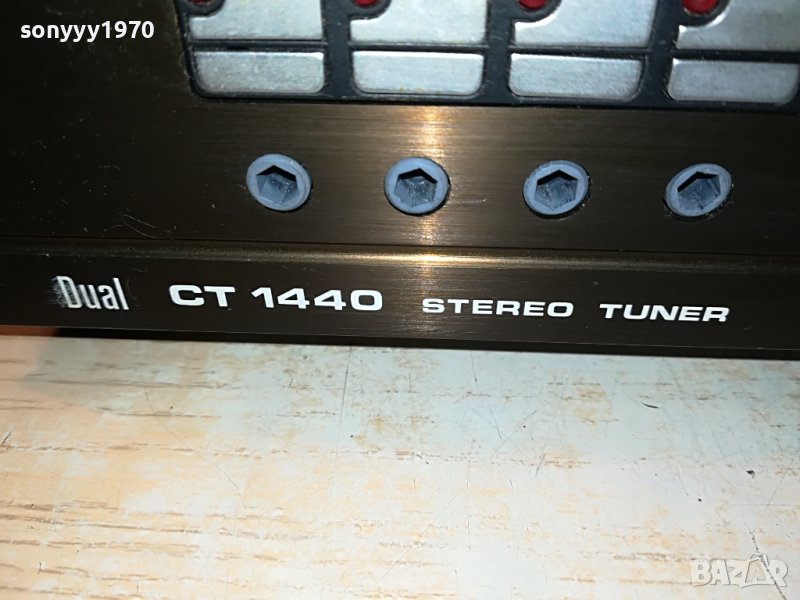 sonyyy1970
Dual CT 1440 STEREO TUNER
BAZAR